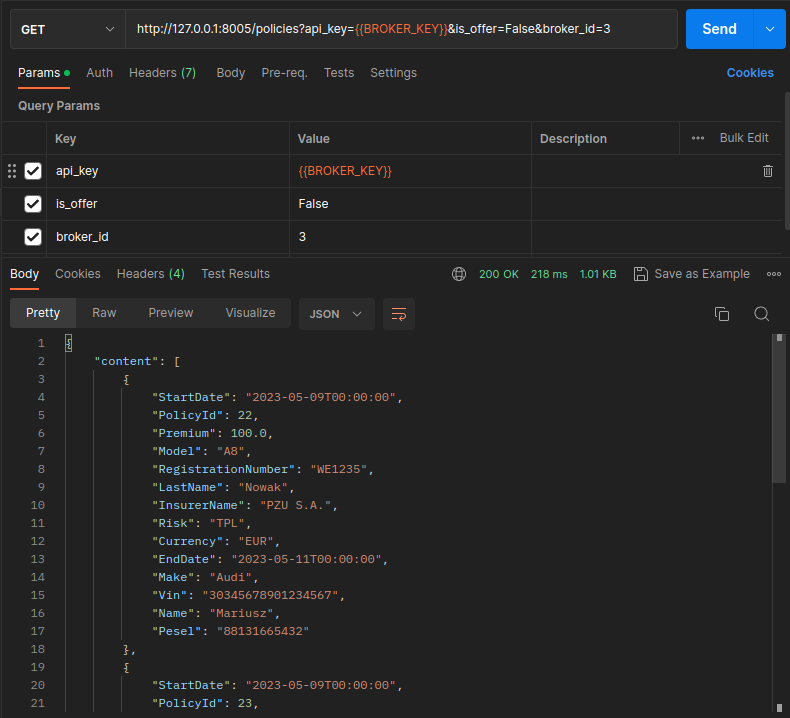 GET http://127.0.0.1:8005/policies?api_key={{BROKER_KEY}}&is_offer=False&broker_id=3 Send
Params Auth Headers (7) Body Pre-req. Tests Settings Cookies
Query Params
Key Value Description Bulk Edit
api_key {{BROKER_KEY}}
is_offer False
broker_id 3
Body Cookies Headers (4) Test Results 200 OK 218 ms 1.01 KB Save as Example
Pretty Raw Preview Visualize JSON
1 {
2 "content": [
3 {
4 "StartDate": "2023-05-09T00:00:00",
5 "PolicyId": 22,
6 "Premium": 100.0,
7 "Model": "A8",
8 "RegistrationNumber": "WE1235",
9 "LastName": "Nowak",
10 "InsurerName": "PZU S.A.",
11 "Risk": "TPL",
12 "Currency": "EUR",
13 "EndDate": "2023-05-11T00:00:00",
14 "Make": "Audi",
15 "Vin": "30345678901234567",
16 "Name": "Mariusz",
17 "Pesel": "88131665432"
18 },
19 {
20 "StartDate": "2023-05-09T00:00:00",
21 "PolicyId": 23,